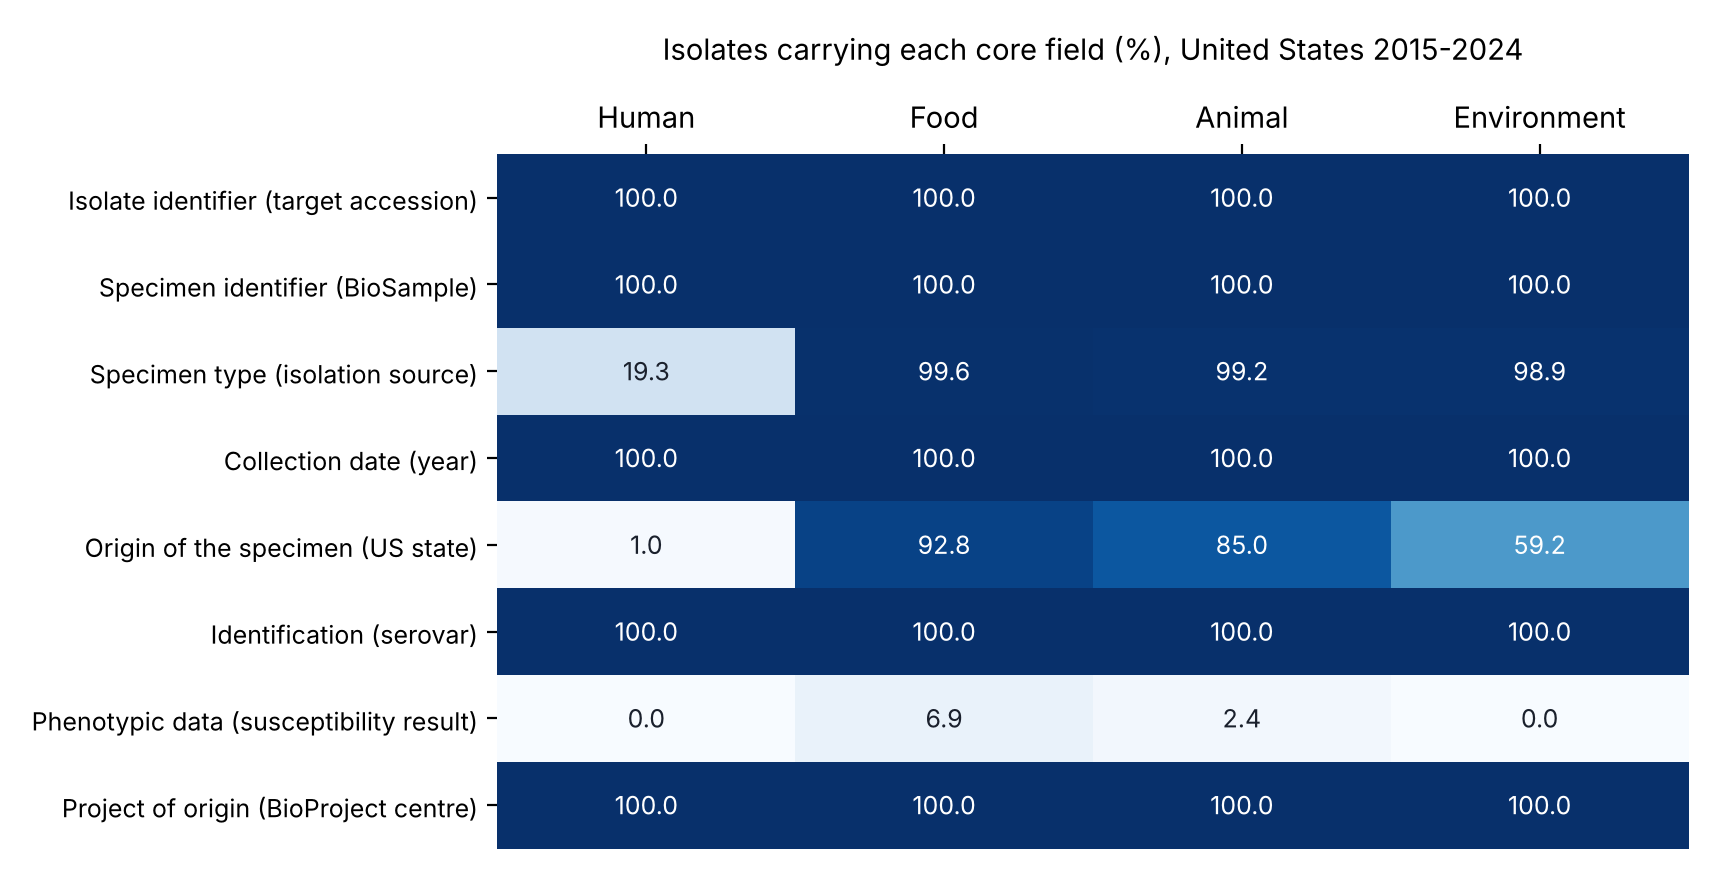 Isolates carrying each core field (%), United States 2015-2024
Human Food Animal Environment
Isolate identifier (target accession) 100.0 100.0 100.0 100.0
Specimen identifier (BioSample) 100.0 100.0 100.0 100.0
Specimen type (isolation source) 19.3 99.6 99.2 98.9
Collection date (year) 100.0 100.0 100.0 100.0
Origin of the specimen (US state) 1.0 92.8 85.0 59.2
Identification (serovar) 100.0 100.0 100.0 100.0
Phenotypic data (susceptibility result) 0.0 6.9 2.4 0.0
Project of origin (BioProject centre) 100.0 100.0 100.0 100.0